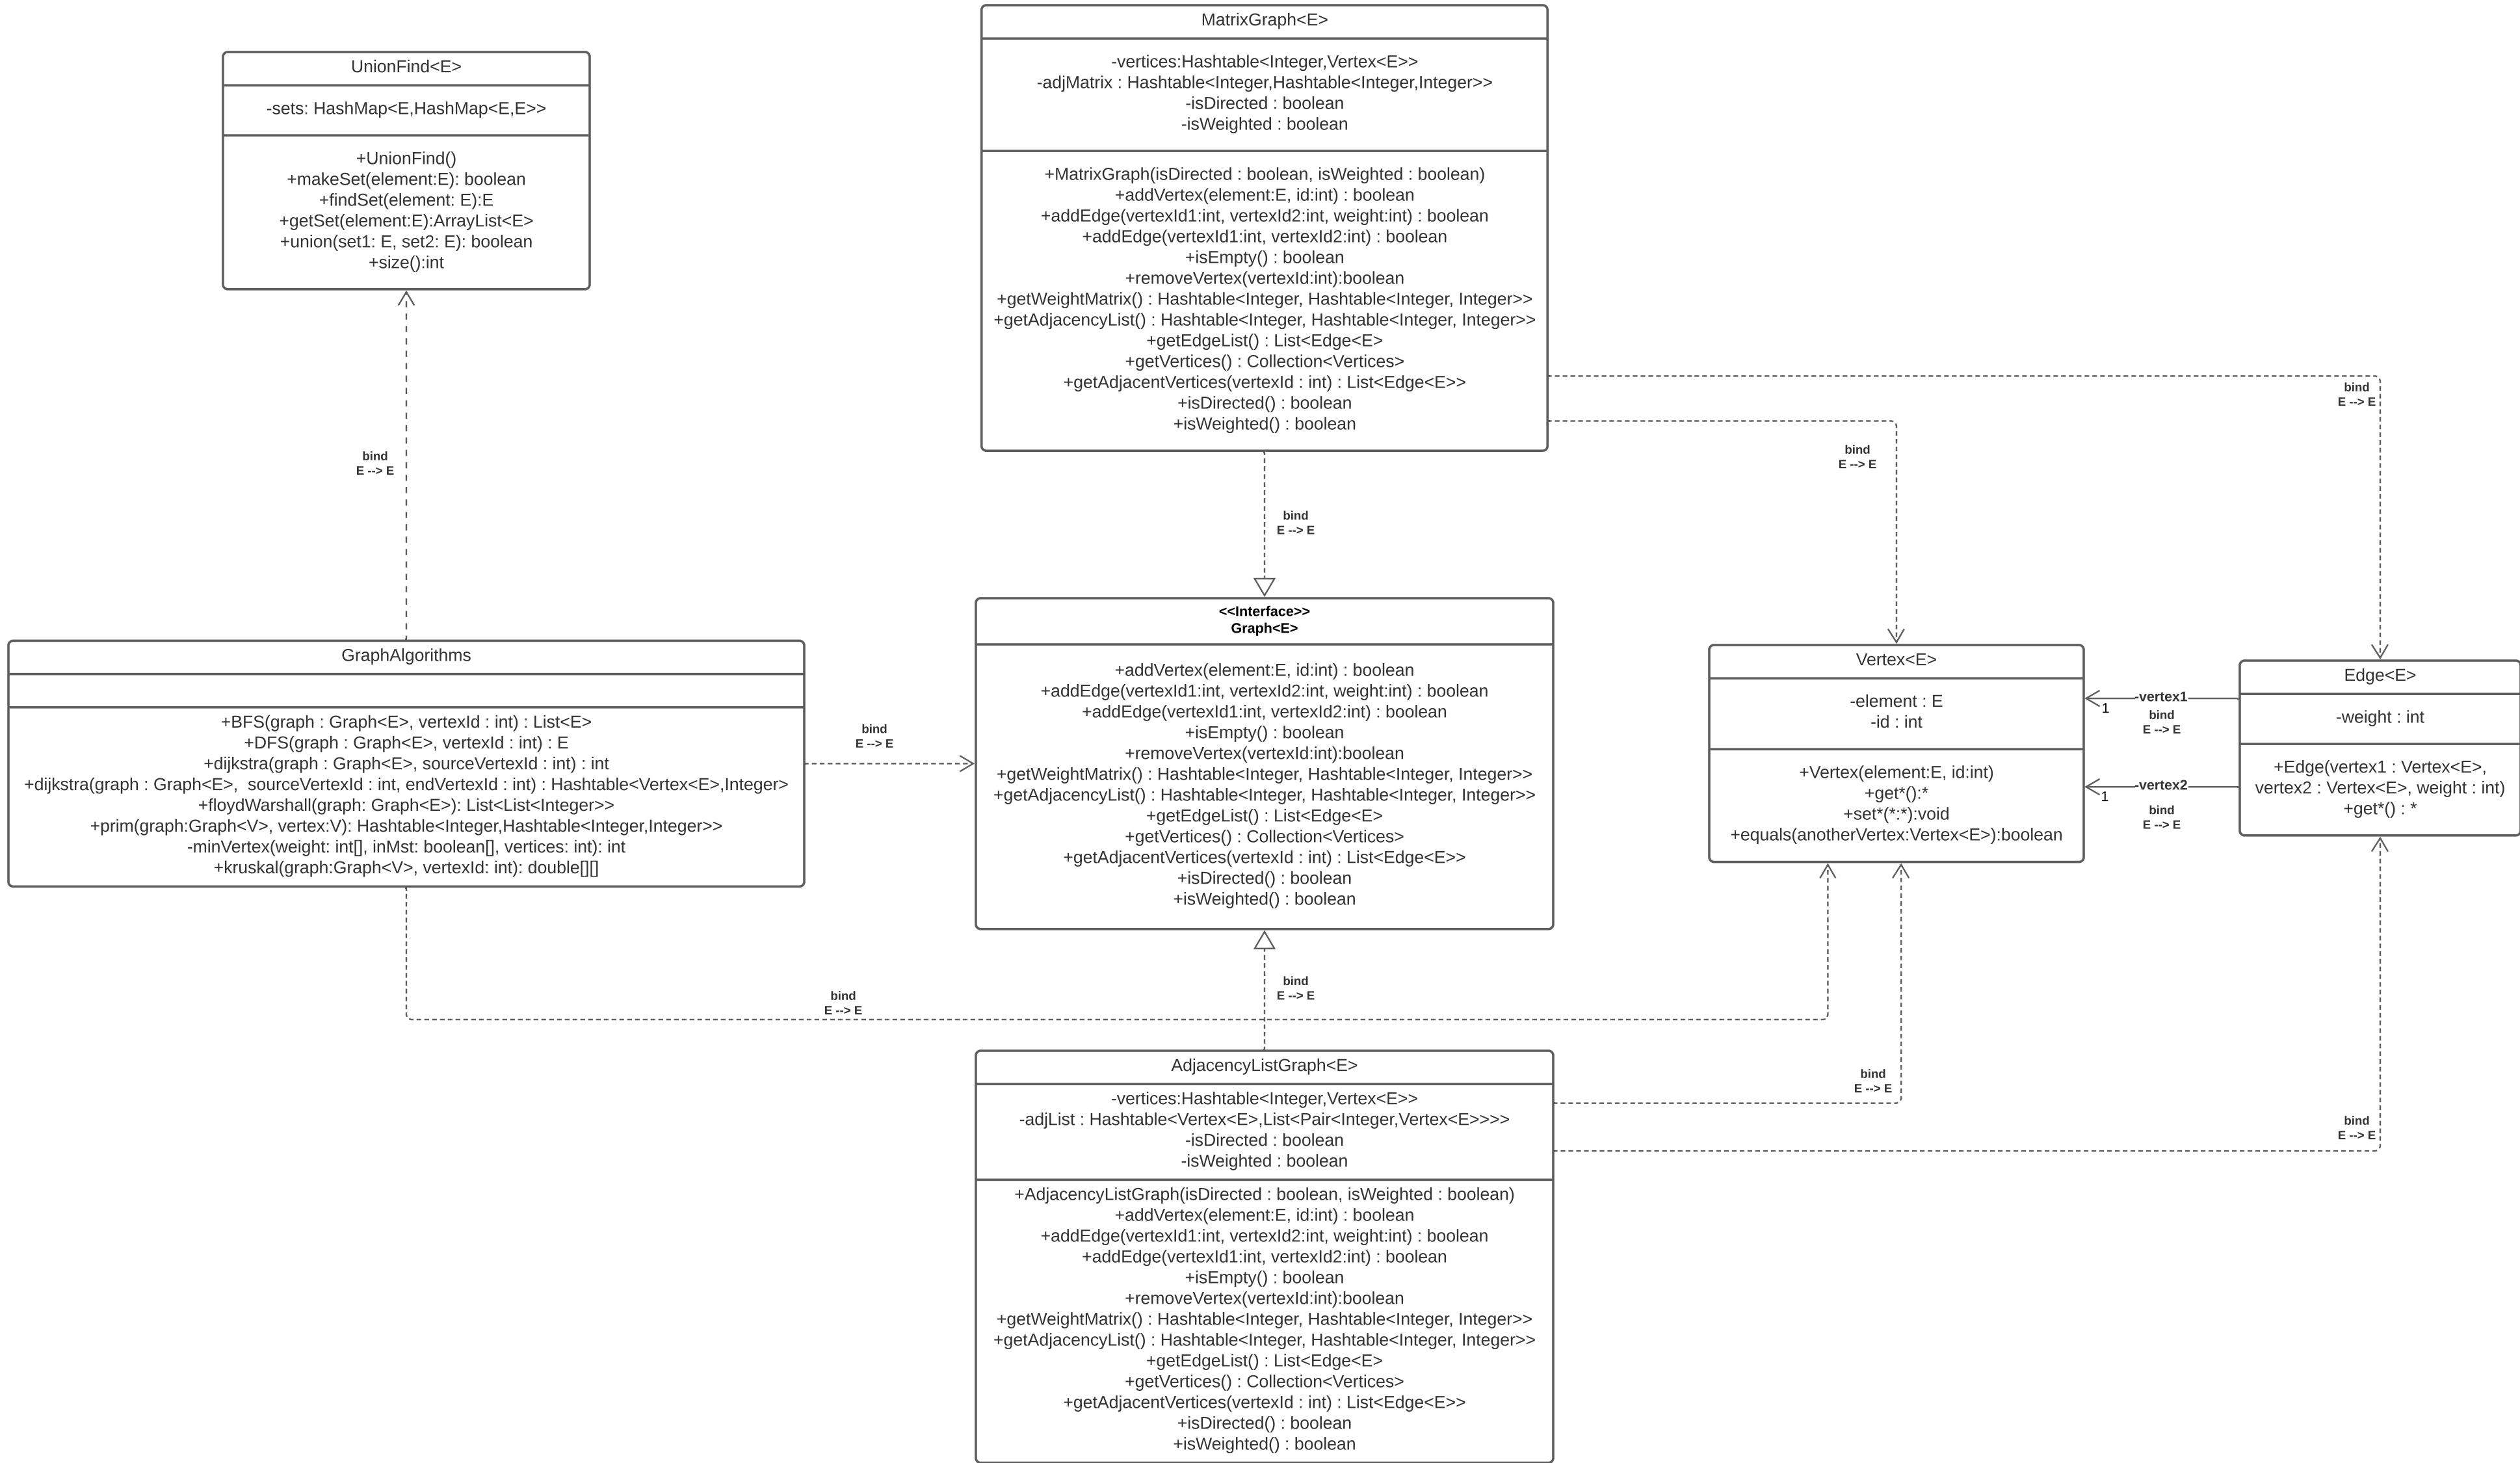 MatrixGraph<E>
-vertices:Hashtable<Integer,Vertex<E>>
-adjMatrix : Hashtable<Integer,Hashtable<Integer,Integer>>
-isDirected : boolean
-isWeighted : boolean
+MatrixGraph(isDirected : boolean, isWeighted : boolean)
+addVertex(element:E, id:int) : boolean
+addEdge(vertexId1:int, vertexId2:int, weight:int) : boolean
+addEdge(vertexId1:int, vertexId2:int) : boolean
+isEmpty() : boolean
+removeVertex(vertexId:int):boolean
+getWeightMatrix() : Hashtable<Integer, Hashtable<Integer, Integer>>
+getAdjacencyList() : Hashtable<Integer, Hashtable<Integer, Integer>>
+getEdgeList() : List<Edge<E>
+getVertices() : Collection<Vertices>
+getAdjacentVertices(vertexId : int) : List<Edge<E>>
+isDirected() : boolean
+isWeighted() : boolean
UnionFind<E>
-sets: HashMap<E,HashMap<E,E>>
+UnionFind()
+makeSet(element:E): boolean
+findSet(element: E):E
+getSet(element:E):ArrayList<E>
+union(set1: E, set2: E): boolean
+size():int
bind
E --> E
bind
E --> E
bind
E --> E
bind
E --> E
GraphAlgorithms
+BFS(graph : Graph<E>, vertexId : int) : List<E>
+DFS(graph : Graph<E>, vertexId : int) : E
+dijkstra(graph : Graph<E>, sourceVertexId : int) : int
+dijkstra(graph : Graph<E>,  sourceVertexId : int, endVertexId : int) : Hashtable<Vertex<E>,Integer>
+floydWarshall(graph: Graph<E>): List<List<Integer>>
+prim(graph:Graph<V>, vertex:V): Hashtable<Integer,Hashtable<Integer,Integer>>
-minVertex(weight: int[], inMst: boolean[], vertices: int): int
+kruskal(graph:Graph<V>, vertexId: int): double[][]
bind
E --> E
<<Interface>>
Graph<E>
+addVertex(element:E, id:int) : boolean
+addEdge(vertexId1:int, vertexId2:int, weight:int) : boolean
+addEdge(vertexId1:int, vertexId2:int) : boolean
+isEmpty() : boolean
+removeVertex(vertexId:int):boolean
+getWeightMatrix() : Hashtable<Integer, Hashtable<Integer, Integer>>
+getAdjacencyList() : Hashtable<Integer, Hashtable<Integer, Integer>>
+getEdgeList() : List<Edge<E>
+getVertices() : Collection<Vertices>
+getAdjacentVertices(vertexId : int) : List<Edge<E>>
+isDirected() : boolean
+isWeighted() : boolean
Vertex<E>
-element : E
-id : int
+Vertex(element:E, id:int)
+get*():*
+set*(*:*):void
+equals(anotherVertex:Vertex<E>):boolean
-vertex1
1
bind
E --> E
-vertex2
1
bind
E --> E
Edge<E>
-weight : int
+Edge(vertex1 : Vertex<E>,
vertex2 : Vertex<E>, weight : int)
+get*() : *
bind
E --> E
bind
E --> E
bind
E --> E
bind
E --> E
AdjacencyListGraph<E>
-vertices:Hashtable<Integer,Vertex<E>>
-adjList : Hashtable<Vertex<E>,List<Pair<Integer,Vertex<E>>>>
-isDirected : boolean
-isWeighted : boolean
+AdjacencyListGraph(isDirected : boolean, isWeighted : boolean)
+addVertex(element:E, id:int) : boolean
+addEdge(vertexId1:int, vertexId2:int, weight:int) : boolean
+addEdge(vertexId1:int, vertexId2:int) : boolean
+isEmpty() : boolean
+removeVertex(vertexId:int):boolean
+getWeightMatrix() : Hashtable<Integer, Hashtable<Integer, Integer>>
+getAdjacencyList() : Hashtable<Integer, Hashtable<Integer, Integer>>
+getEdgeList() : List<Edge<E>
+getVertices() : Collection<Vertices>
+getAdjacentVertices(vertexId : int) : List<Edge<E>>
+isDirected() : boolean
+isWeighted() : boolean